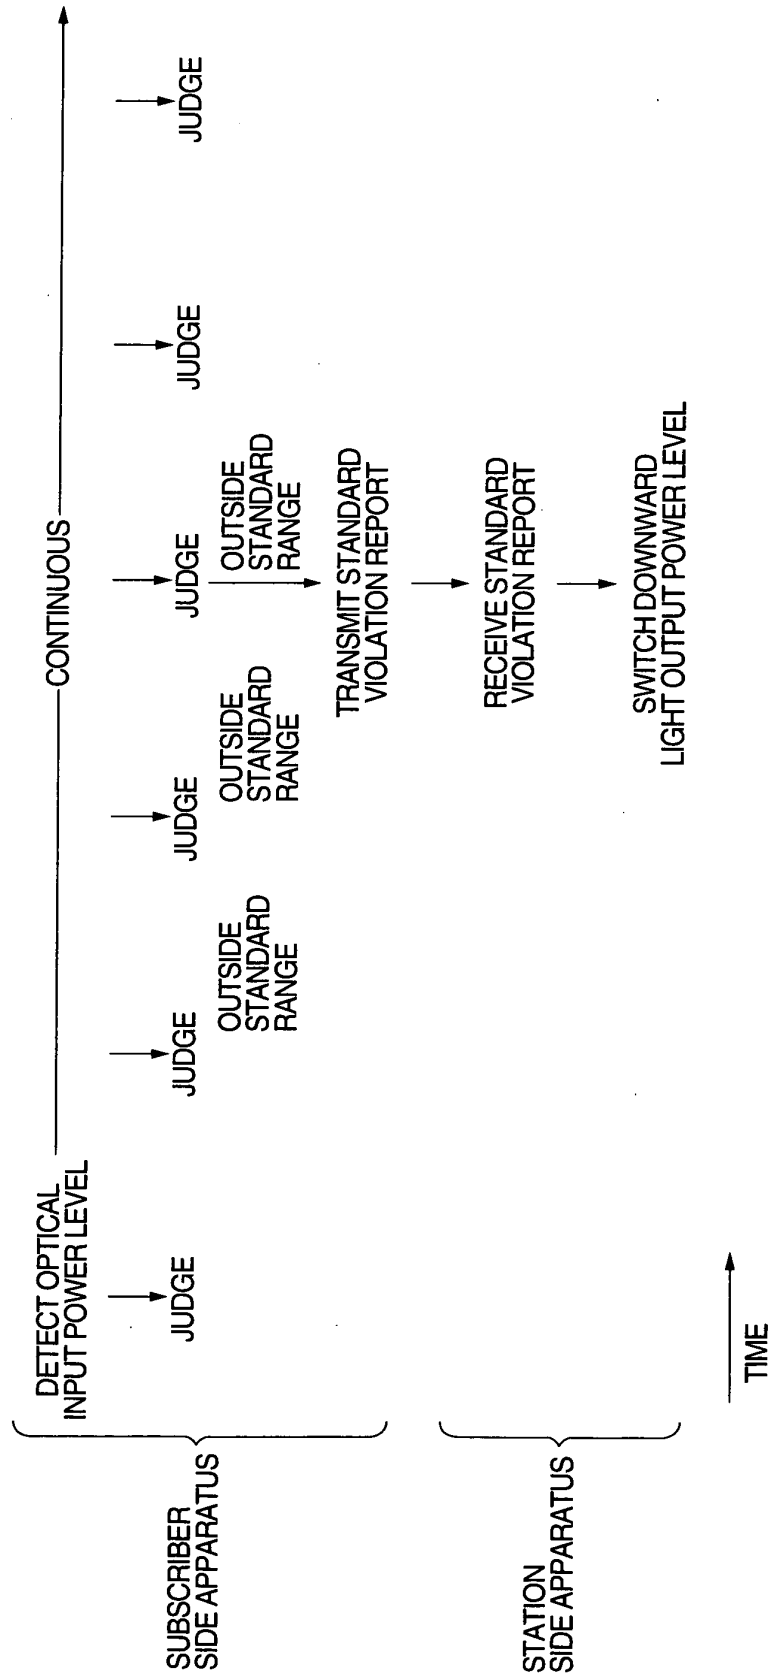 DETECT OPTICAL
INPUT POWER LEVEL
CONTINUOUS
SUBSCRIBER
SIDE APPARATUS
JUDGE
JUDGE
JUDGE
JUDGE
JUDGE
JUDGE
OUTSIDE
STANDARD
RANGE
OUTSIDE
STANDARD
RANGE
OUTSIDE
STANDARD
RANGE
TRANSMIT STANDARD
VIOLATION REPORT
STATION
SIDE APPARATUS
RECEIVE STANDARD
VIOLATION REPORT
SWITCH DOWNWARD
LIGHT OUTPUT POWER LEVEL
TIME